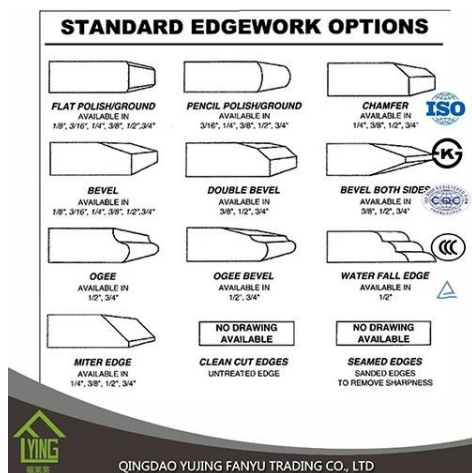 STANDARD EDGEWORK OPTIONS
FLAT POLISH/GROUND
AVAILABLE IN
1/8", 3/16", 1/4", 3/8", 1/2", 3/4"
PENCIL POLISH/GROUND
AVAILABLE IN
3/16", 1/4", 3/8", 1/2", 3/4"
CHAMFER
AVAILABLE IN
1/4", 3/8", 1/2", 3/4"
ISO
BEVEL
AVAILABLE IN
1/8", 3/16", 1/4", 3/8", 1/2", 3/4"
DOUBLE BEVEL
AVAILABLE IN
3/8", 1/2", 3/4"
BEVEL BOTH SIDES
AVAILABLE IN
3/8", 1/2", 3/4"
K
CQC
OGEE
AVAILABLE IN
1/2", 3/4"
OGEE BEVEL
AVAILABLE IN
1/2", 3/4"
WATER FALL EDGE
AVAILABLE IN
1/2"
CCC
MITER EDGE
AVAILABLE IN
1/4", 3/8", 1/2", 3/4"
NO DRAWING
AVAILABLE
CLEAN CUT EDGES
UNTREATED EDGE
NO DRAWING
AVAILABLE
SEAMED EDGES
SANDED EDGES
TO REMOVE SHARPNESS
LYING
QINGDAO YUJING FANYU TRADING CO., LTD